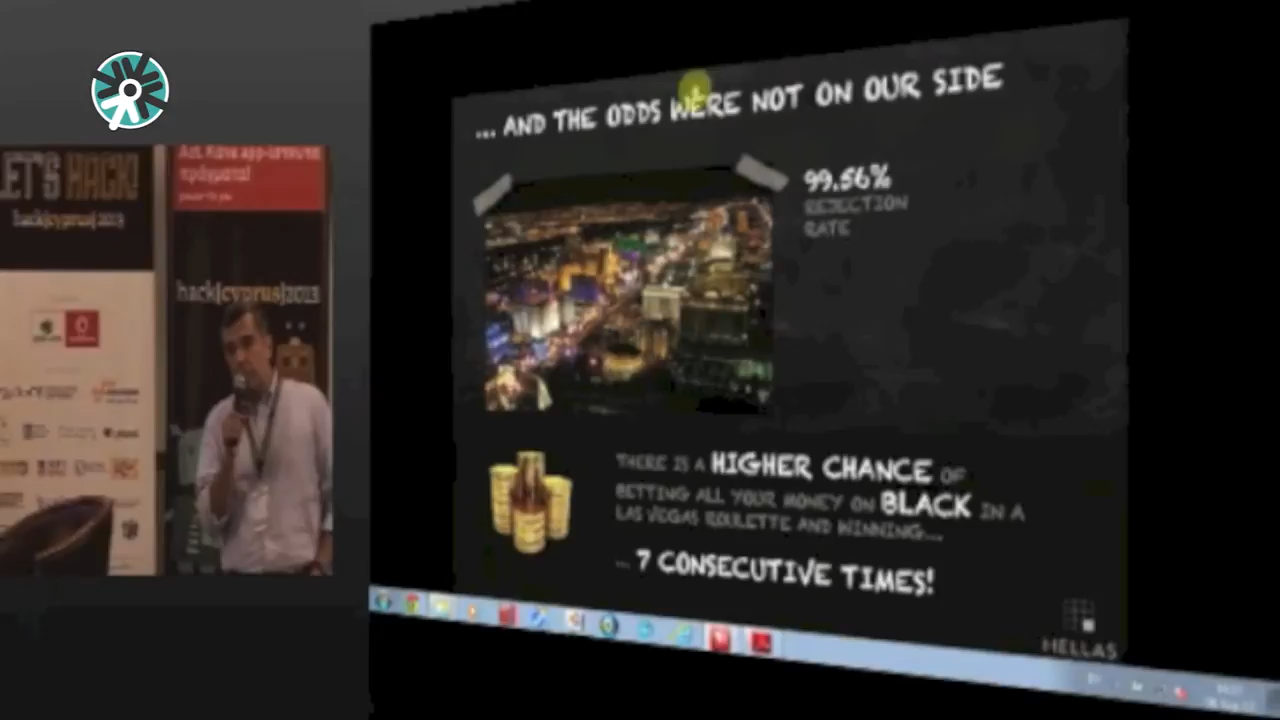 ... AND THE ODDS WERE NOT ON OUR SIDE
99.56%
REJECTION
RATE
THERE IS A HIGHER CHANCE OF
BETTING ALL YOUR MONEY ON BLACK IN A
LAS VEGAS ROULETTE AND WINNING...
... 7 CONSECUTIVE TIMES!
HELLAS
LET'S HACK!
hack|cyprus|2013
πράγματα!
hack|cyprus|2013